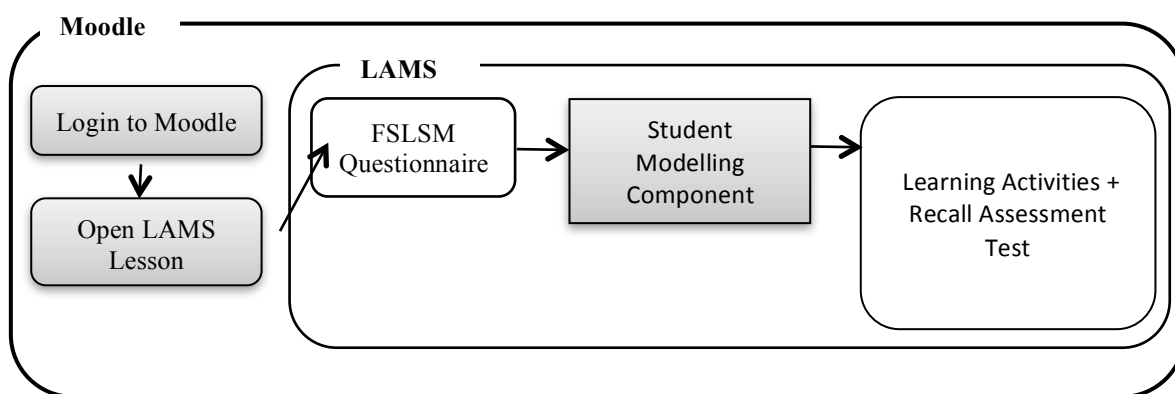 Moodle
LAMS
Login to Moodle
Open LAMS
Lesson
FSLSM
Questionnaire
Student
Modelling
Component
Learning Activities +
Recall Assessment
Test